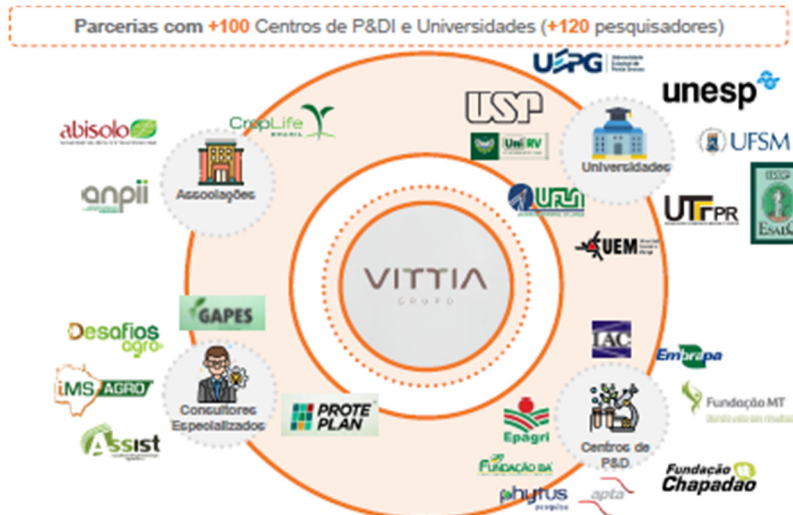 Parcerias com +100 Centros de P&DI e Universidades (+120 pesquisadores)
abisolo
anpii
CropLife
BRASIL
Associações
UEPG
USP
UniRV
unesp
UFSM
Universidades
UTFPR
ESALQ
UEM
VITTIA
GRUPO
GAPES
Desafios
agro
iMS AGRO
Assist
Consultores
Especializados
PROTE
PLAN
IAC
Embrapa
Fundação MT
Epagri
Centros de
P&D
FUNDAÇÃO BA
Fundação
Chapadão
phytus
pesquisa
apta